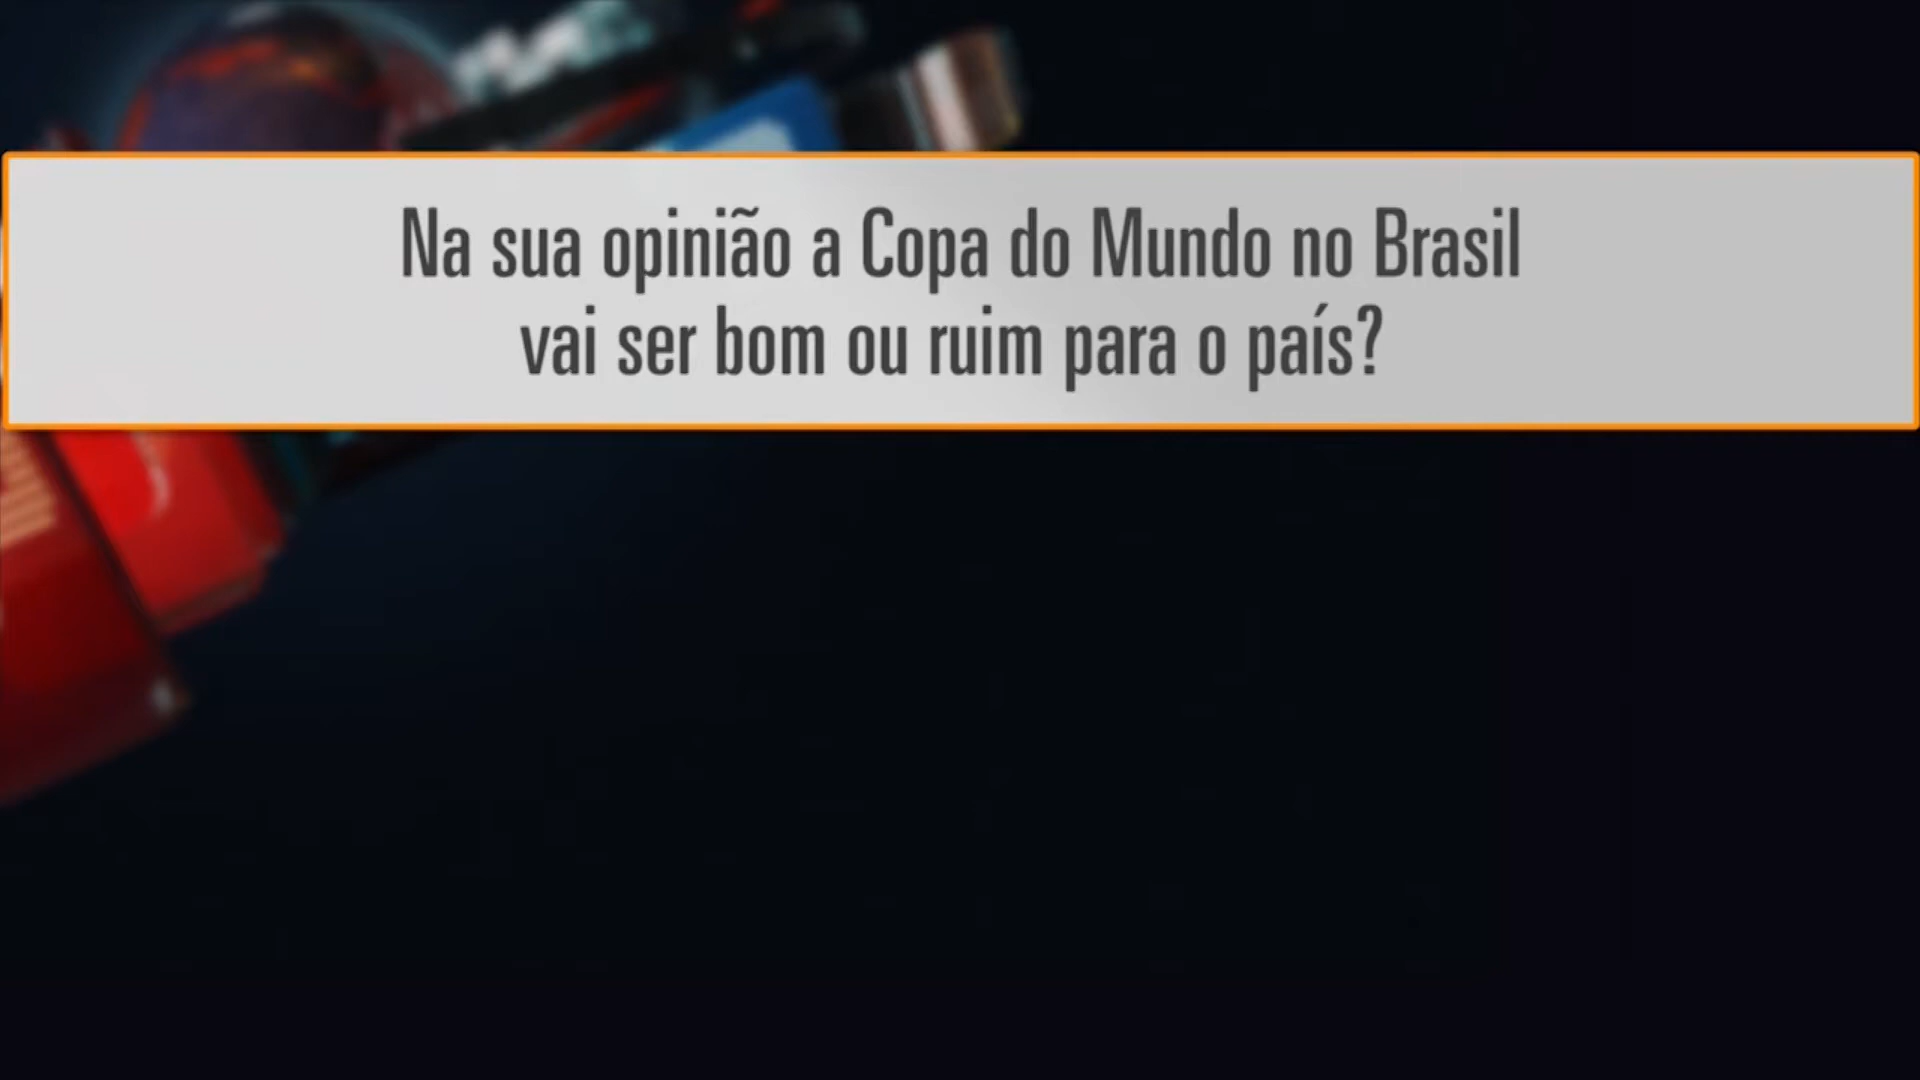 Na sua opinião a Copa do Mundo no Brasil
vai ser bom ou ruim para o país?